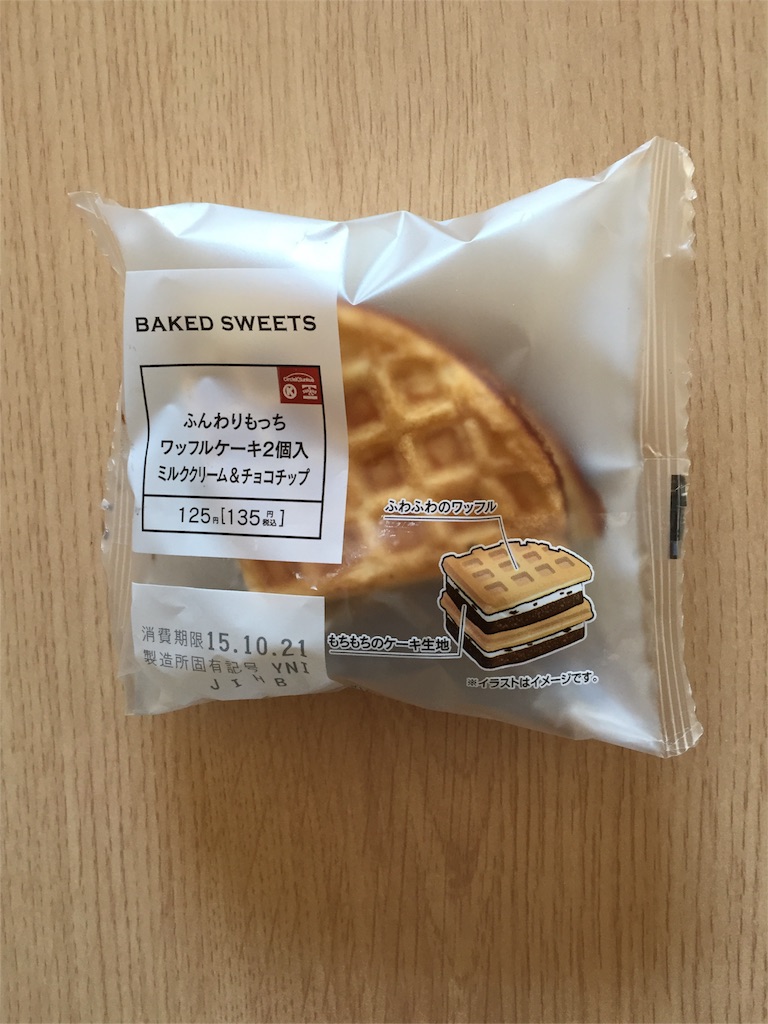 BAKED SWEETS
CircleKSunkus
K
ふんわりもっち
ワッフルケーキ2個入
ミルククリーム&チョコチップ
125円[135円税込]
ふわふわのワッフル
もちもちのケーキ生地
※イラストはイメージです。
消費期限15.10.21
製造所固有記号 YNI